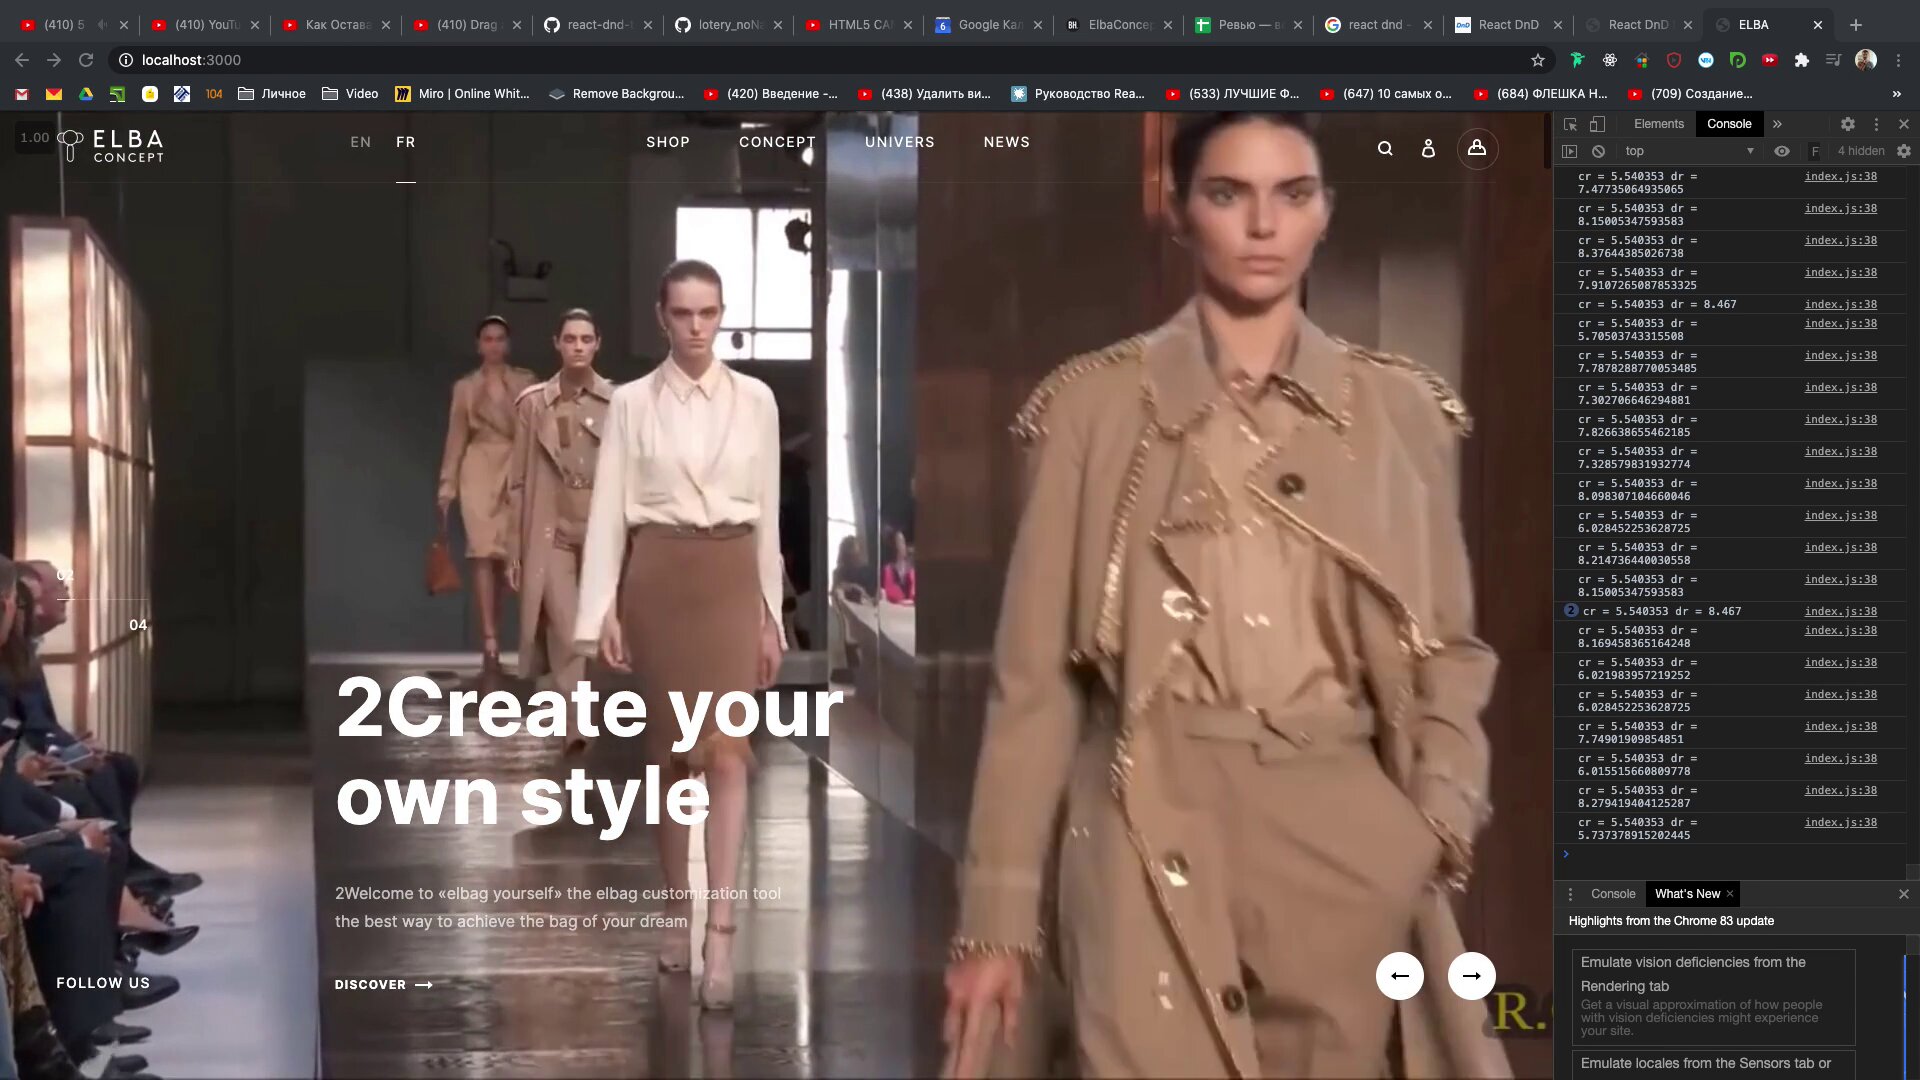 (410) 5
(410) YouTu
Как Остава
(410) Drag
react-dnd-t
lotery_noNa
HTML5 CAN
Google Кал
ElbaConcep
Ревью — в
react dnd -
React DnD
React DnD
ELBA
localhost:3000
104
Личное
Video
Miro | Online Whit...
Remove Backgrou...
(420) Введение -...
(438) Удалить ви...
Руководство Rea...
(533) ЛУЧШИЕ Ф...
(647) 10 самых о...
(684) ФЛЕШКА Н...
(709) Создание...
»
1.00
ELBA
CONCEPT
EN FR
SHOP CONCEPT UNIVERS NEWS
02
04
2Create your
own style
2Welcome to «elbag yourself» the elbag customization tool
the best way to achieve the bag of your dream
DISCOVER
FOLLOW US
R.
Elements Console »
top F 4 hidden
cr = 5.540353 dr = index.js:38
7.47735064935065
cr = 5.540353 dr = index.js:38
8.15005347593583
cr = 5.540353 dr = index.js:38
8.37644385026738
cr = 5.540353 dr = index.js:38
7.9107265087853325
cr = 5.540353 dr = 8.467 index.js:38
cr = 5.540353 dr = index.js:38
5.70503743315508
cr = 5.540353 dr = index.js:38
7.7878288770053485
cr = 5.540353 dr = index.js:38
7.302706646294881
cr = 5.540353 dr = index.js:38
7.826638655462185
cr = 5.540353 dr = index.js:38
7.328579831932774
cr = 5.540353 dr = index.js:38
8.098307104660046
cr = 5.540353 dr = index.js:38
6.028452253628725
cr = 5.540353 dr = index.js:38
8.214736440030558
cr = 5.540353 dr = index.js:38
8.15005347593583
2 cr = 5.540353 dr = 8.467 index.js:38
cr = 5.540353 dr = index.js:38
8.169458365164248
cr = 5.540353 dr = index.js:38
6.021983957219252
cr = 5.540353 dr = index.js:38
6.028452253628725
cr = 5.540353 dr = index.js:38
7.74901909854851
cr = 5.540353 dr = index.js:38
6.015515660809778
cr = 5.540353 dr = index.js:38
8.279419404125287
cr = 5.540353 dr = index.js:38
5.737378915202445
Console What's New
Highlights from the Chrome 83 update
Emulate vision deficiencies from the
Rendering tab
Get a visual approximation of how people
with vision deficiencies might experience
your site.
Emulate locales from the Sensors tab or